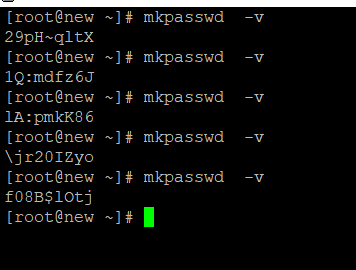 [root@new ~]# mkpasswd  -v
29pH~qltX
[root@new ~]# mkpasswd  -v
1Q:mdfz6J
[root@new ~]# mkpasswd  -v
lA:pmkK86
[root@new ~]# mkpasswd  -v
\jr20IZyo
[root@new ~]# mkpasswd  -v
f08B$lOtj
[root@new ~]#